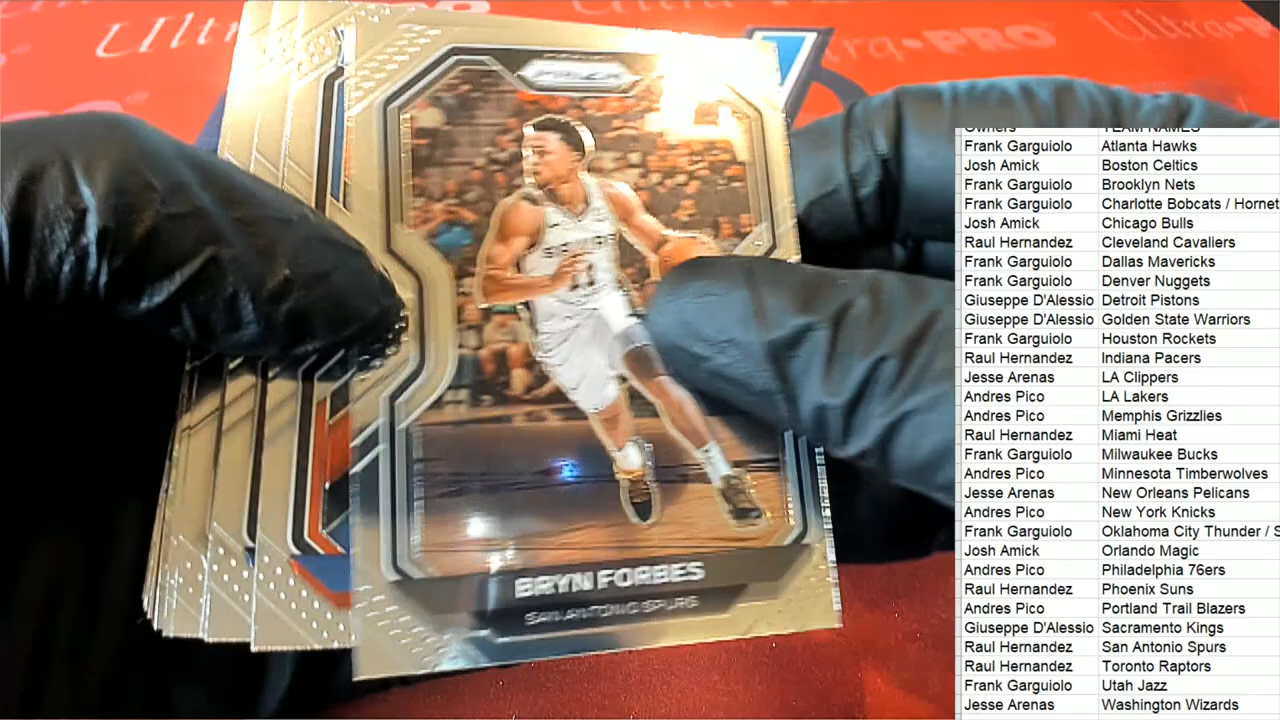 Ultra
Ultra
tra•PRO
Ultra•PR
PRIZM
SPURS
11
BRYN FORBES
SAN ANTONIO SPURS
Owners TEAM NAMES
Frank Garguiolo Atlanta Hawks
Josh Amick Boston Celtics
Frank Garguiolo Brooklyn Nets
Frank Garguiolo Charlotte Bobcats / Hornet
Josh Amick Chicago Bulls
Raul Hernandez Cleveland Cavaliers
Frank Garguiolo Dallas Mavericks
Frank Garguiolo Denver Nuggets
Giuseppe D'Alessio Detroit Pistons
Giuseppe D'Alessio Golden State Warriors
Frank Garguiolo Houston Rockets
Raul Hernandez Indiana Pacers
Jesse Arenas LA Clippers
Andres Pico LA Lakers
Andres Pico Memphis Grizzlies
Raul Hernandez Miami Heat
Frank Garguiolo Milwaukee Bucks
Andres Pico Minnesota Timberwolves
Jesse Arenas New Orleans Pelicans
Andres Pico New York Knicks
Frank Garguiolo Oklahoma City Thunder / S
Josh Amick Orlando Magic
Andres Pico Philadelphia 76ers
Raul Hernandez Phoenix Suns
Andres Pico Portland Trail Blazers
Giuseppe D'Alessio Sacramento Kings
Raul Hernandez San Antonio Spurs
Raul Hernandez Toronto Raptors
Frank Garguiolo Utah Jazz
Jesse Arenas Washington Wizards